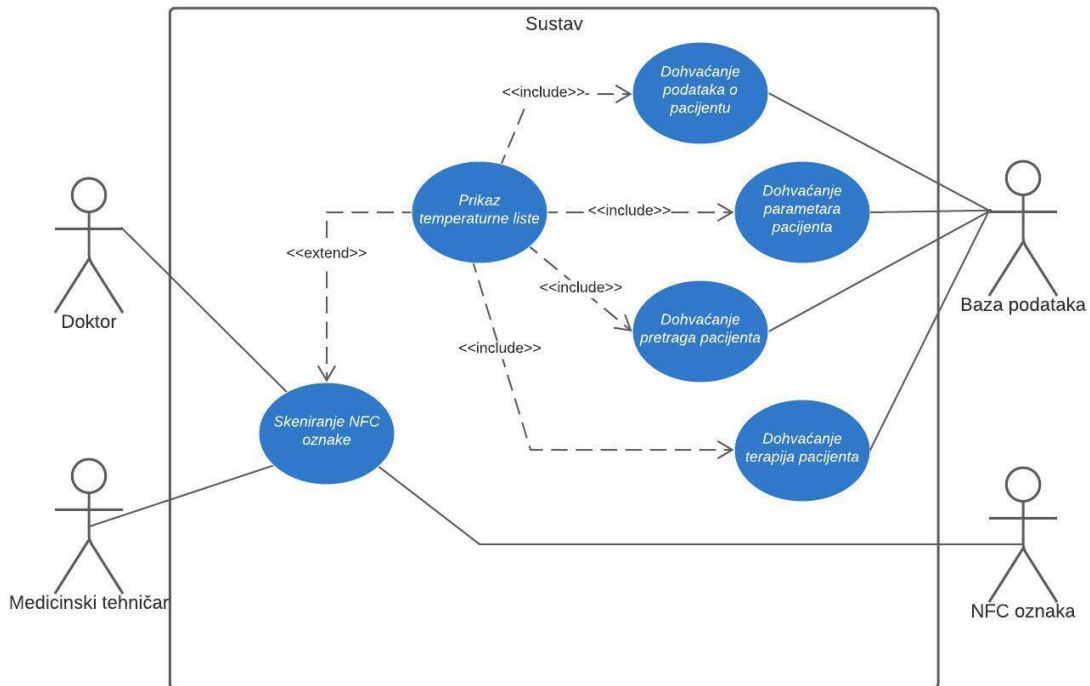 Sustav
Dohvaćanje
podataka o
pacijentu
<<include>>
Prikaz
temperaturne liste
<<include>>
Dohvaćanje
parametara
pacijenta
<<extend>>
<<include>>
Dohvaćanje
pretraga pacijenta
<<include>>
Doktor
Baza podataka
Skeniranje NFC
oznake
Dohvaćanje
terapija pacijenta
Medicinski tehničar
NFC oznaka